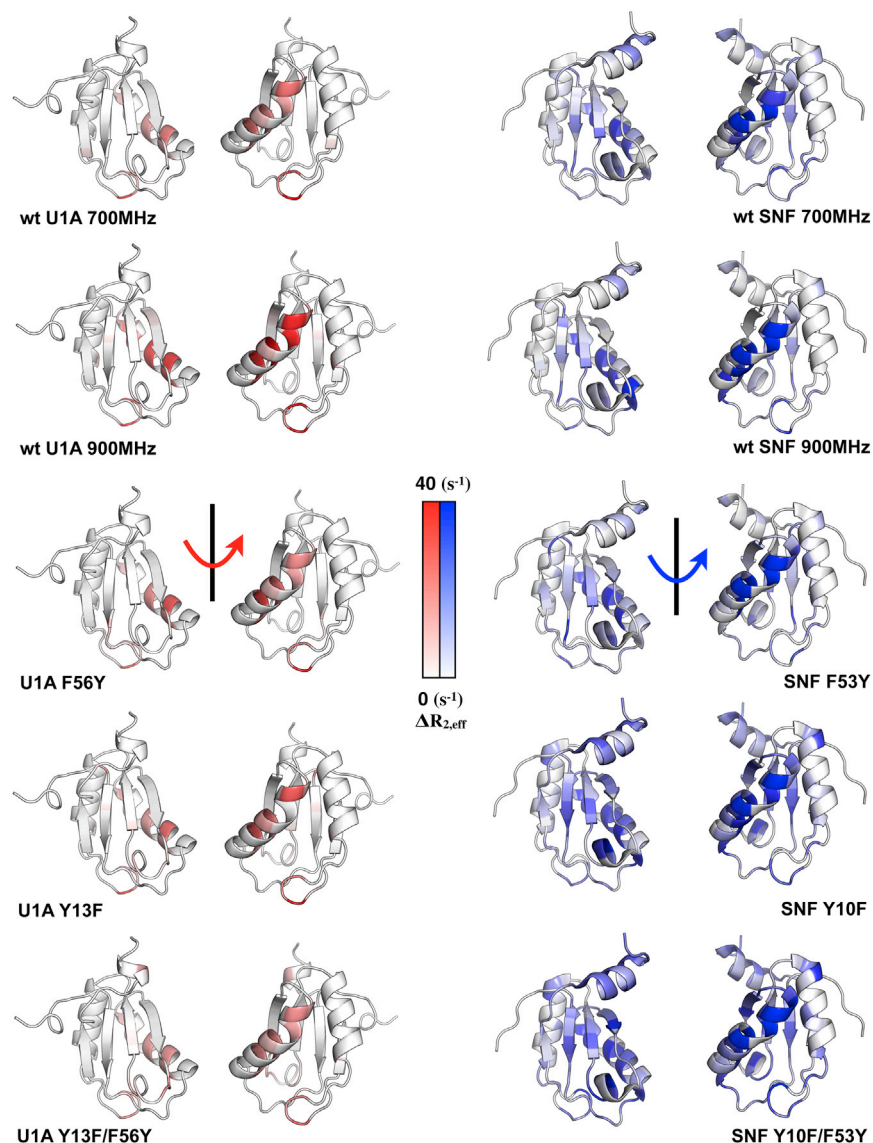 wt U1A 700MHz
wt SNF 700MHz
wt U1A 900MHz
wt SNF 900MHz
40 (s⁻¹)
0 (s⁻¹)
ΔR₂,eff
U1A F56Y
SNF F53Y
U1A Y13F
SNF Y10F
U1A Y13F/F56Y
SNF Y10F/F53Y